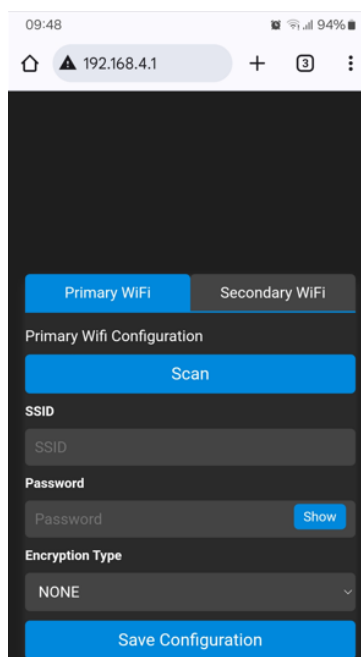 09:48 94%
192.168.4.1 3
Primary WiFi Secondary WiFi
Primary Wifi Configuration
Scan
SSID
SSID
Password
Password Show
Encryption Type
NONE
Save Configuration